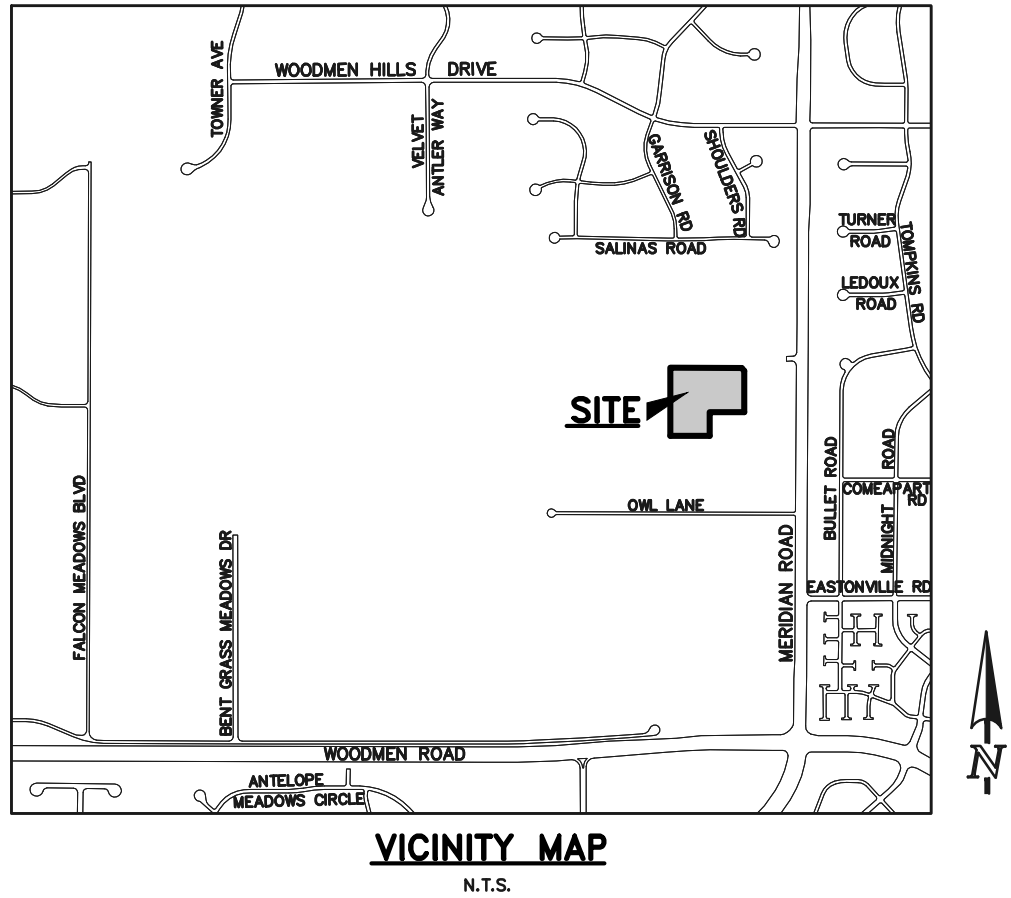 TOWNER AVE
WOODMEN HILLS DRIVE
VELVET
ANTLER WAY
GARRISON RD
SHOULDERS RD
SALINAS ROAD
TURNER
ROAD
TOMPKINS RD
LEDOUX
ROAD
SITE
BULLET ROAD
MIDNIGHT ROAD
COMEAPART
RD
FALCON MEADOWS BLVD
BENT GRASS MEADOWS DR
OWL LANE
MERIDIAN ROAD
EASTONVILLE RD
WOODMEN ROAD
ANTELOPE
MEADOWS CIRCLE
N
VICINITY MAP
N.T.S.